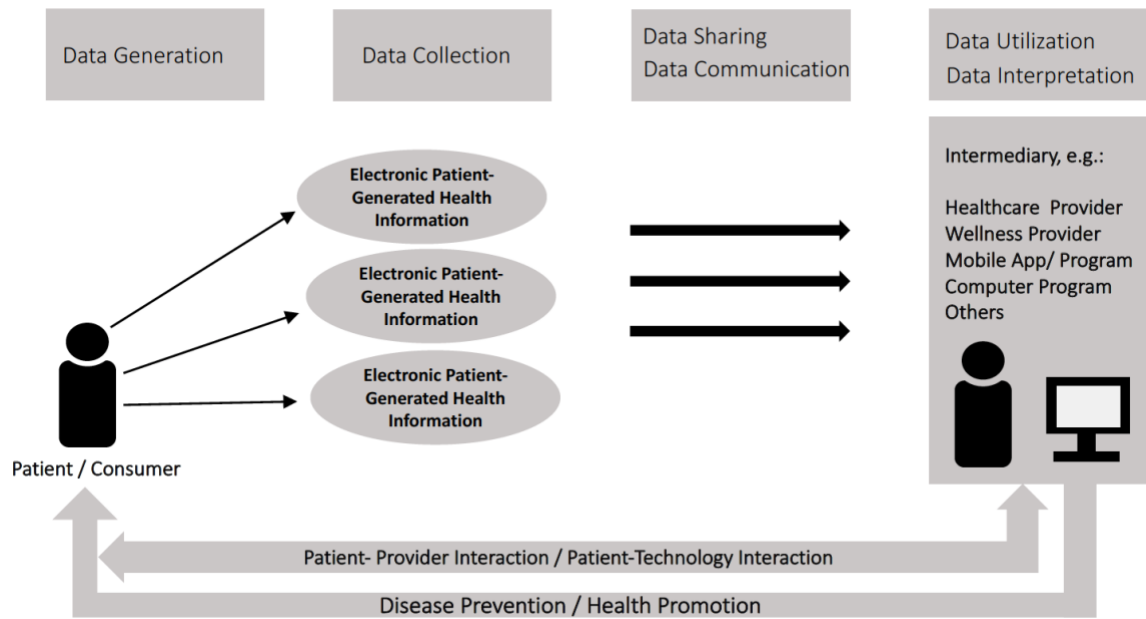 Data Generation
Data Collection
Data Sharing
Data Communication
Data Utilization
Data Interpretation
Electronic Patient-
Generated Health
Information
Electronic Patient-
Generated Health
Information
Electronic Patient-
Generated Health
Information
Intermediary, e.g.:
Healthcare Provider
Wellness Provider
Mobile App/ Program
Computer Program
Others
Patient / Consumer
Patient- Provider Interaction / Patient-Technology Interaction
Disease Prevention / Health Promotion